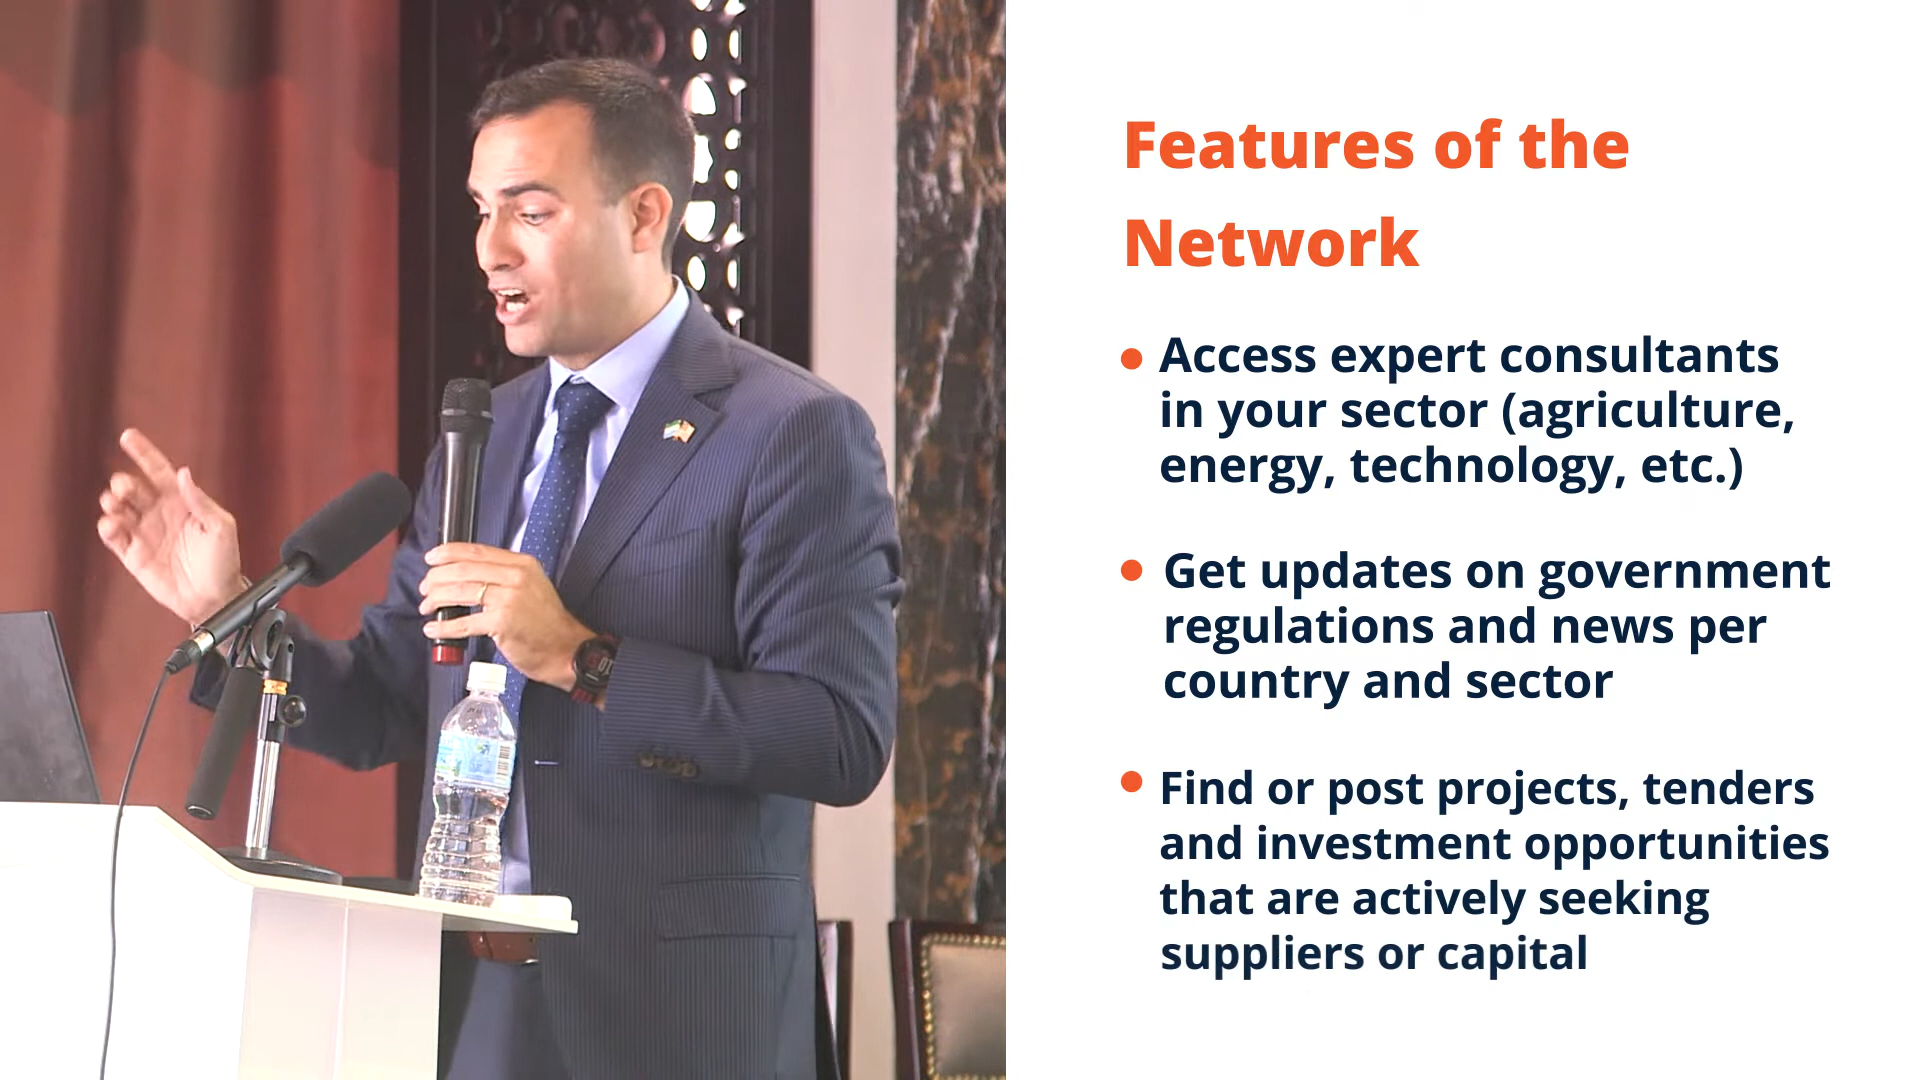 Features of the
Network
Access expert consultants
in your sector (agriculture,
energy, technology, etc.)
Get updates on government
regulations and news per
country and sector
Find or post projects, tenders
and investment opportunities
that are actively seeking
suppliers or capital